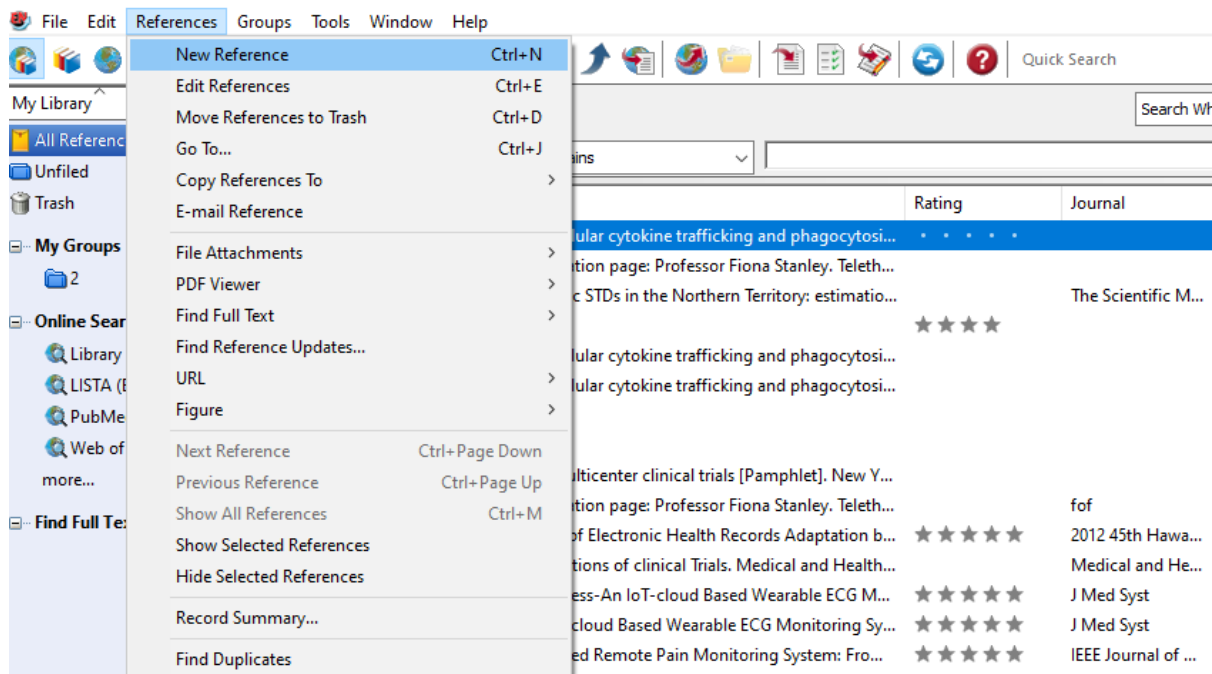 File Edit References Groups Tools Window Help
New Reference Ctrl+N
Edit References Ctrl+E
Move References to Trash Ctrl+D
Go To... Ctrl+J
Copy References To
E-mail Reference
File Attachments
PDF Viewer
Find Full Text
Find Reference Updates...
URL
Figure
Next Reference Ctrl+Page Down
Previous Reference Ctrl+Page Up
Show All References Ctrl+M
Show Selected References
Hide Selected References
Record Summary...
Find Duplicates
Quick Search
My Library
All Referenc
Unfiled
Trash
My Groups
2
Online Sear
Library
LISTA (E
PubMe
Web of
more...
Find Full Te
Search Wh
ains
Rating Journal
lular cytokine trafficking and phagocytosi...
tion page: Professor Fiona Stanley. Teleth...
c STDs in the Northern Territory: estimatio... The Scientific M...
lular cytokine trafficking and phagocytosi...
lular cytokine trafficking and phagocytosi...
ulticenter clinical trials [Pamphlet]. New Y...
tion page: Professor Fiona Stanley. Teleth... fof
of Electronic Health Records Adaptation b... 2012 45th Hawa...
tions of clinical Trials. Medical and Health... Medical and He...
ess-An IoT-cloud Based Wearable ECG M... J Med Syst
cloud Based Wearable ECG Monitoring Sy... J Med Syst
ed Remote Pain Monitoring System: Fro... IEEE Journal of ...